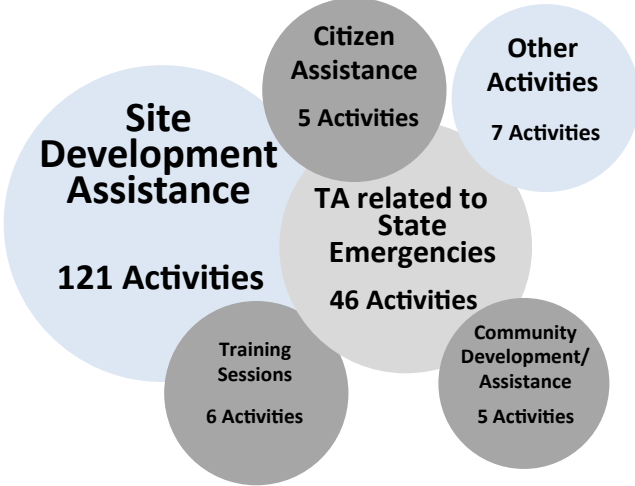 Citizen
Assistance
5 Activities
Other
Activities
7 Activities
Site
Development
Assistance
121 Activities
TA related to
State
Emergencies
46 Activities
Training
Sessions
6 Activities
Community
Development/
Assistance
5 Activities